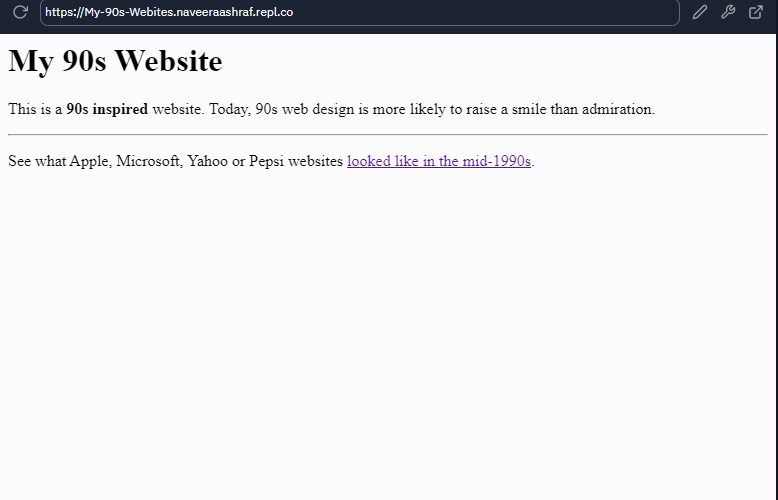 https://My-90s-Webites.naveeraashraf.repl.co
My 90s Website
This is a 90s inspired website. Today, 90s web design is more likely to raise a smile than admiration.
See what Apple, Microsoft, Yahoo or Pepsi websites looked like in the mid-1990s.